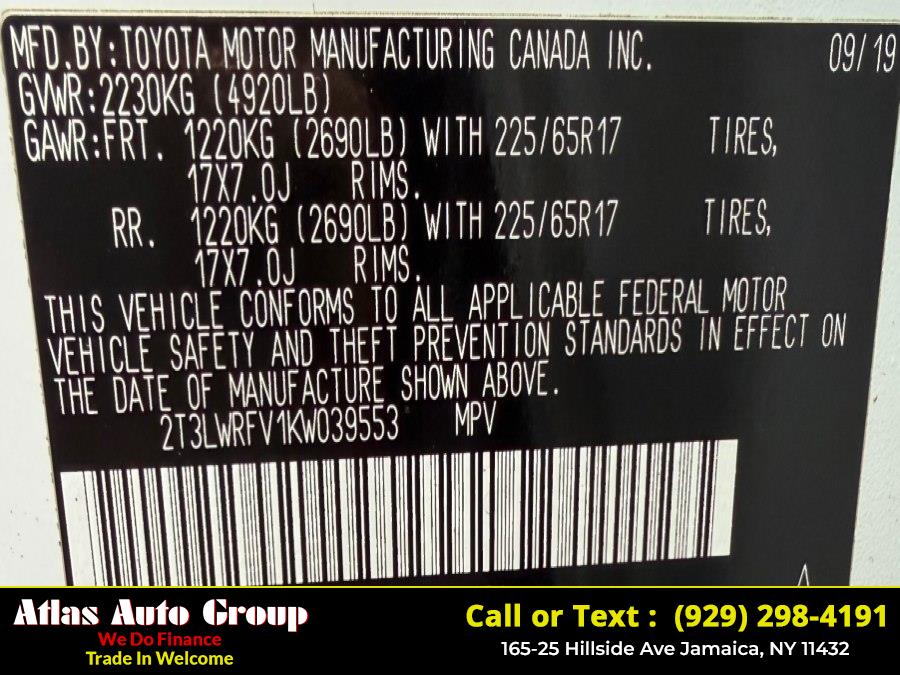 MFD.BY:TOYOTA MOTOR MANUFACTURING CANADA INC. 09/19
GVWR:2230KG (4920LB)
GAWR:FRT. 1220KG (2690LB) WITH 225/65R17 TIRES,
17X7.0J RIMS.
RR. 1220KG (2690LB) WITH 225/65R17 TIRES,
17X7.0J RIMS.
THIS VEHICLE CONFORMS TO ALL APPLICABLE FEDERAL MOTOR
VEHICLE SAFETY AND THEFT PREVENTION STANDARDS IN EFFECT ON
THE DATE OF MANUFACTURE SHOWN ABOVE.
2T3LWRFV1KW039553 MPV
Atlas Auto Group
We Do FInance
Trade In Welcome
Call or Text : (929) 298-4191
165-25 Hillside Ave Jamaica, NY 11432